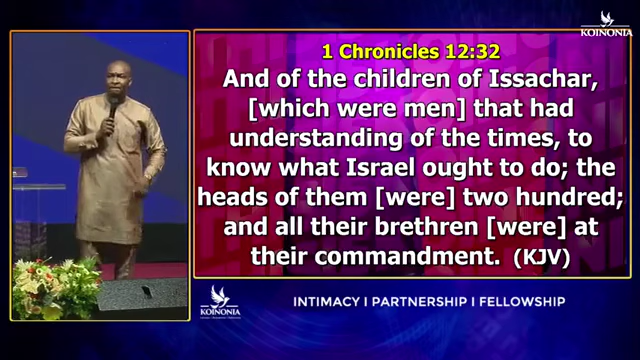 KOINONIA
1 Chronicles 12:32
And of the children of Issachar,
[which were men] that had
understanding of the times, to
know what Israel ought to do; the
heads of them [were] two hundred;
and all their brethren [were] at
their commandment. (KJV)
KOINONIA
INTIMACY I PARTNERSHIP I FELLOWSHIP